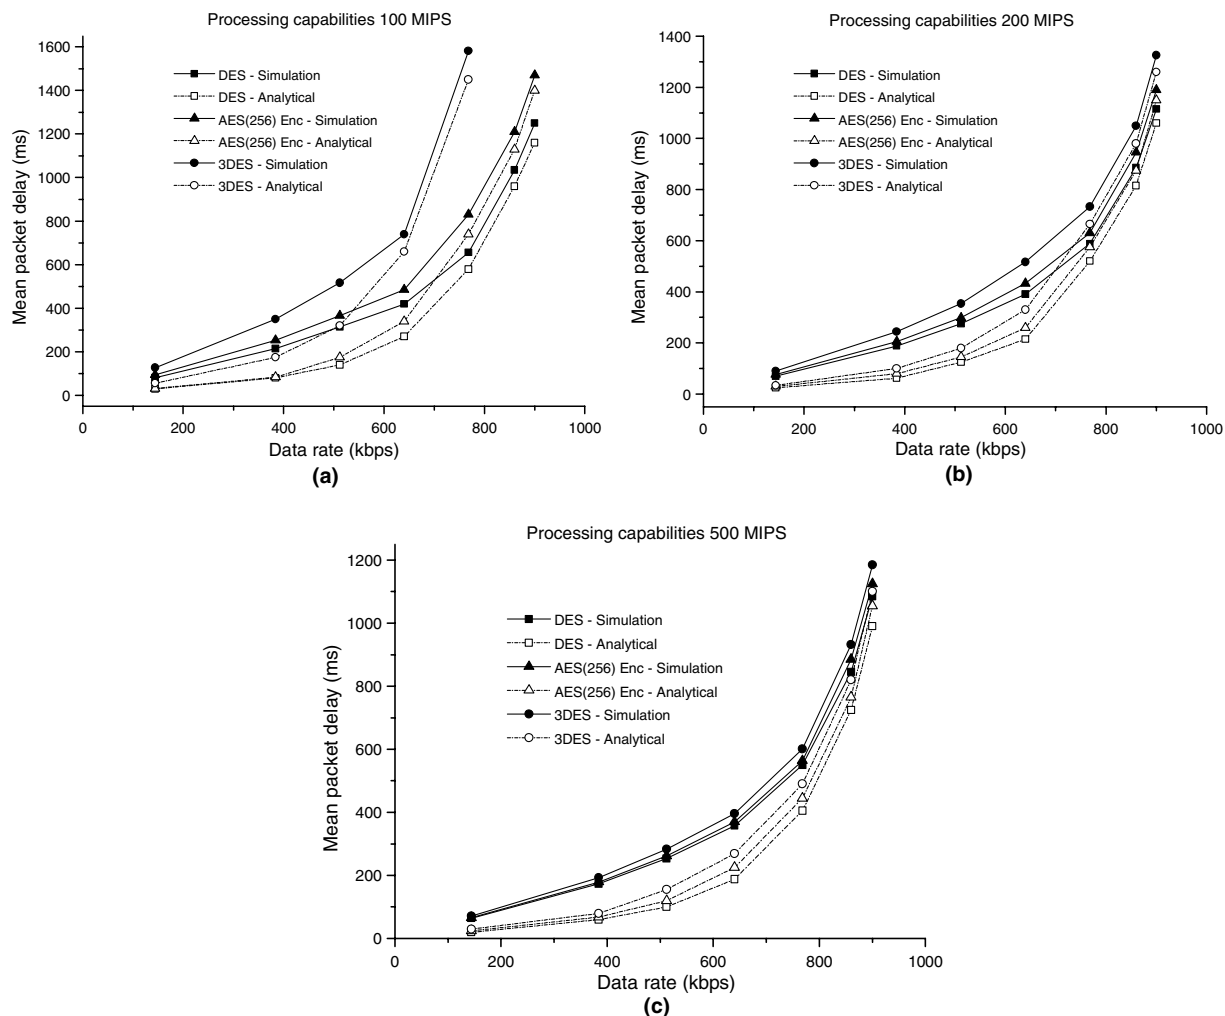 Processing capabilities 100 MIPS
1600
1400
1200
1000
800
600
400
200
0
Mean packet delay (ms)
DES - Simulation
DES - Analytical
AES(256) Enc - Simulation
AES(256) Enc - Analytical
3DES - Simulation
3DES - Analytical
0 200 400 600 800 1000
Data rate (kbps)
(a)
Processing capabilities 200 MIPS
1400
1200
1000
800
600
400
200
0
Mean packet delay (ms)
DES - Simulation
DES - Analytical
AES(256) Enc - Simulation
AES(256) Enc - Analytical
3DES - Simulation
3DES - Analytical
0 200 400 600 800 1000
Data rate (kbps)
(b)
Processing capabilities 500 MIPS
1200
1000
800
600
400
200
0
Mean packet delay (ms)
DES - Simulation
DES - Analytical
AES(256) Enc - Simulation
AES(256) Enc - Analytical
3DES - Simulation
3DES - Analytical
0 200 400 600 800 1000
Data rate (kbps)
(c)